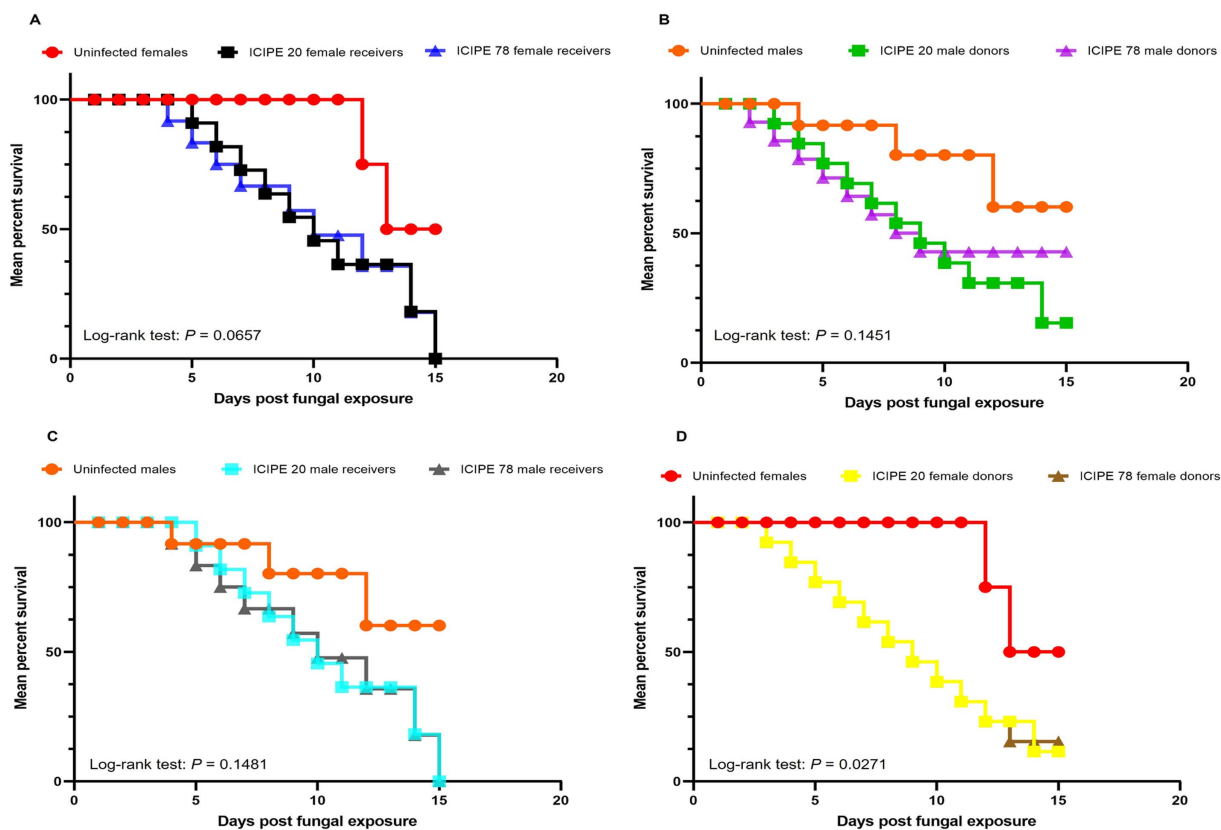 A
Uninfected females ICIPE 20 female receivers ICIPE 78 female receivers
Mean percent survival
100
50
0
Log-rank test: P = 0.0657
0 5 10 15 20
Days post fungal exposure
B
Uninfected males ICIPE 20 male donors ICIPE 78 male donors
Mean percent survival
100
50
0
Log-rank test: P = 0.1451
0 5 10 15 20
Days post fungal exposure
C
Uninfected males ICIPE 20 male receivers ICIPE 78 male receivers
Mean percent survival
100
50
0
Log-rank test: P = 0.1481
0 5 10 15 20
Days post fungal exposure
D
Uninfected females ICIPE 20 female donors ICIPE 78 female donors
Mean percent survival
100
50
0
Log-rank test: P = 0.0271
0 5 10 15 20
Days post fungal exposure